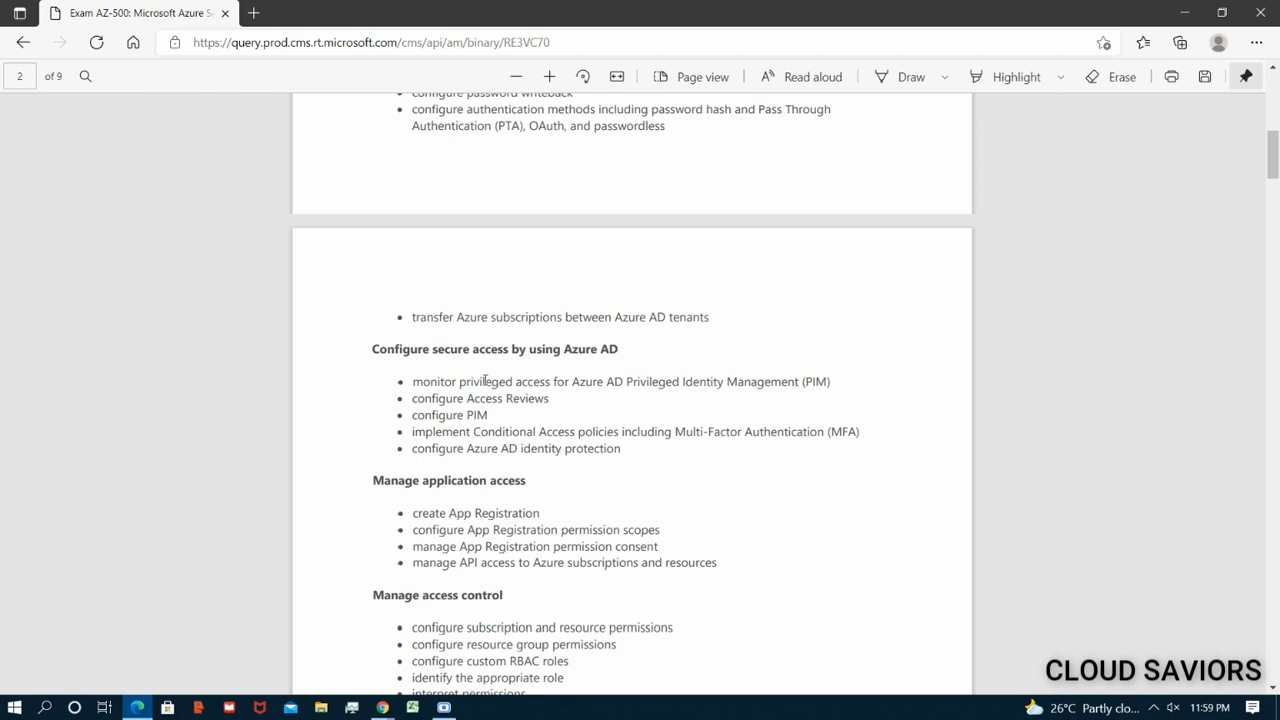 Exam AZ-500: Microsoft Azure S
https://query.prod.cms.rt.microsoft.com/cms/api/am/binary/RE3VC70
2 of 9
Page view
Read aloud
Draw
Highlight
Erase
configure password writeback
• configure authentication methods including password hash and Pass Through
Authentication (PTA), OAuth, and passwordless
• transfer Azure subscriptions between Azure AD tenants
Configure secure access by using Azure AD
• monitor privileged access for Azure AD Privileged Identity Management (PIM)
• configure Access Reviews
• configure PIM
• implement Conditional Access policies including Multi-Factor Authentication (MFA)
• configure Azure AD identity protection
Manage application access
• create App Registration
• configure App Registration permission scopes
• manage App Registration permission consent
• manage API access to Azure subscriptions and resources
Manage access control
• configure subscription and resource permissions
• configure resource group permissions
• configure custom RBAC roles
• identify the appropriate role
interpret permissions
CLOUD SAVIORS
26°C Partly clo...
11:59 PM